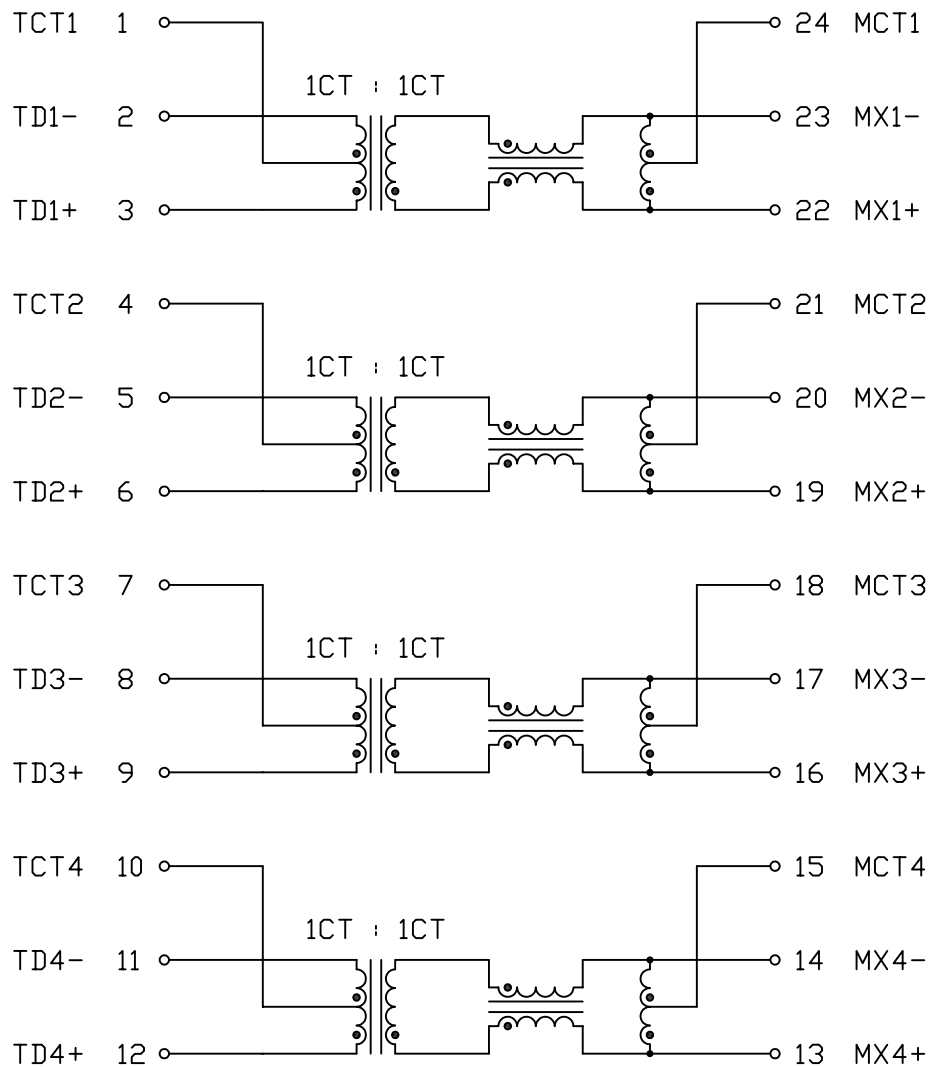 TCT1 1 24 MCT1
1CT : 1CT
TD1- 2 23 MX1-
TD1+ 3 22 MX1+
TCT2 4 21 MCT2
1CT : 1CT
TD2- 5 20 MX2-
TD2+ 6 19 MX2+
TCT3 7 18 MCT3
1CT : 1CT
TD3- 8 17 MX3-
TD3+ 9 16 MX3+
TCT4 10 15 MCT4
1CT : 1CT
TD4- 11 14 MX4-
TD4+ 12 13 MX4+